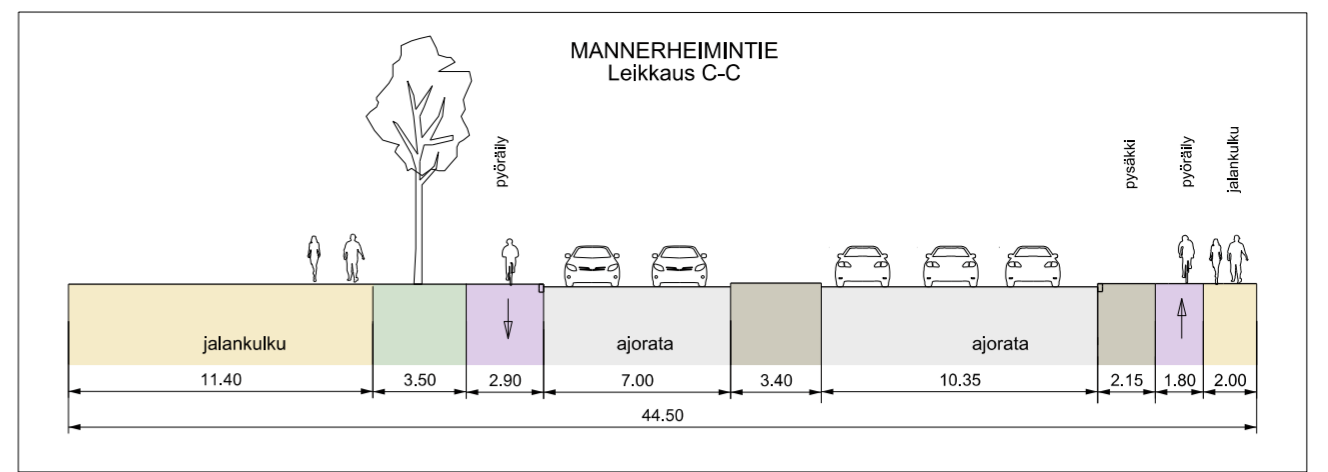 MANNERHEIMINTIE
Leikkaus C-C
pyöräily
pysäkki
pyöräily
jalankulku
jalankulku
ajorata
ajorata
11.40
3.50
2.90
7.00
3.40
10.35
2.15
1.80
2.00
44.50